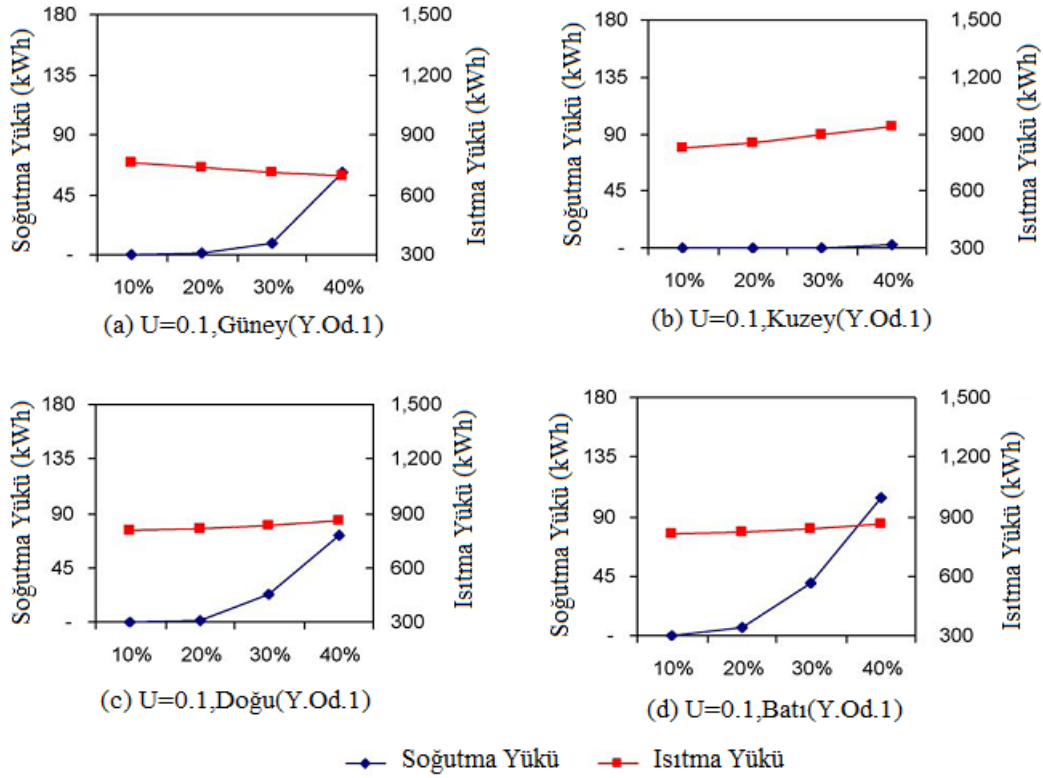 Soğutma Yükü (kWh)
180
135
90
45
-
1,500
1,200
900
600
300
Isıtma Yükü (kWh)
10% 20% 30% 40%
(a) U=0.1,Güney(Y.Od.1)
Soğutma Yükü (kWh)
180
135
90
45
-
1,500
1,200
900
600
300
Isıtma Yükü (kWh)
10% 20% 30% 40%
(b) U=0.1,Kuzey(Y.Od.1)
Soğutma Yükü (kWh)
180
135
90
45
-
1,500
1,200
900
600
300
Isıtma Yükü (kWh)
10% 20% 30% 40%
(c) U=0.1,Doğu(Y.Od.1)
Soğutma Yükü (kWh)
180
135
90
45
-
1,500
1,200
900
600
300
Isıtma Yükü (kWh)
10% 20% 30% 40%
(d) U=0.1,Batı(Y.Od.1)
Soğutma Yükü Isıtma Yükü